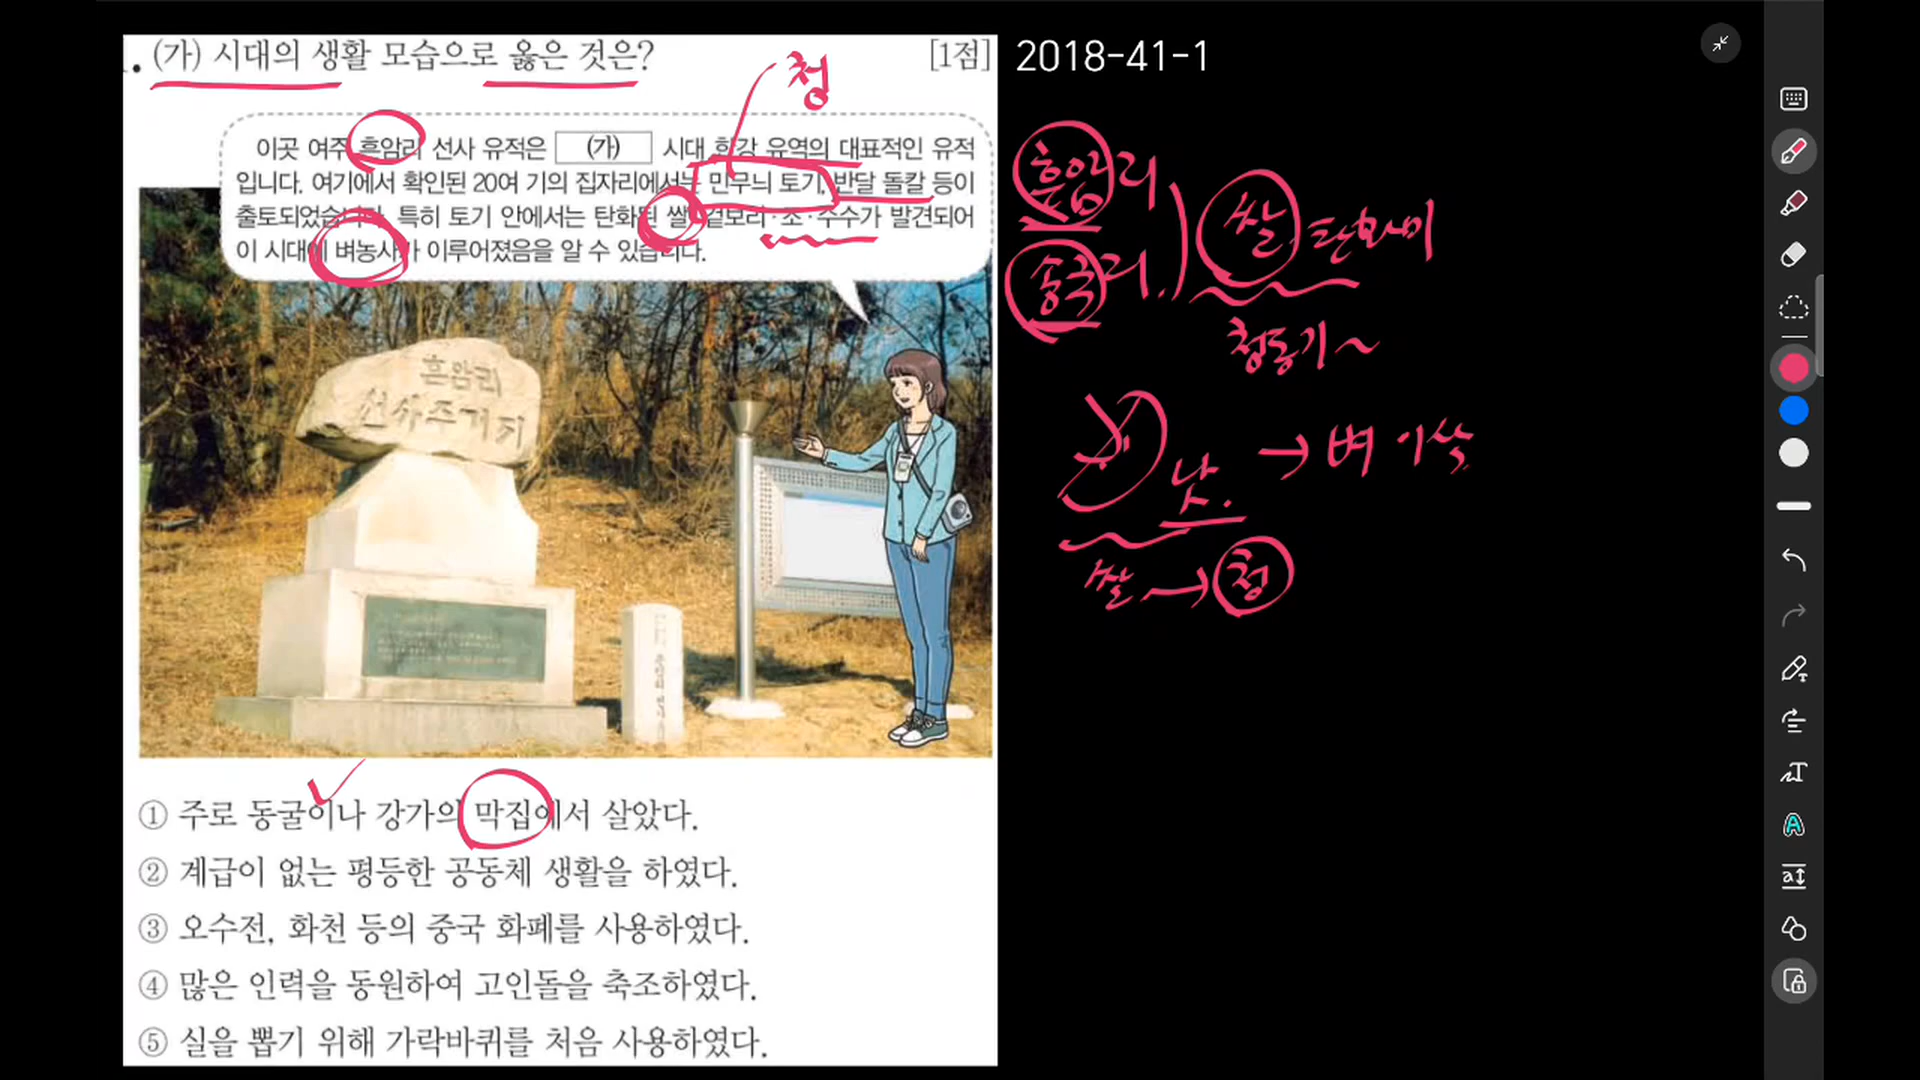 . (가) 시대의 생활 모습으로 옳은 것은? [1점]
2018-41-1
청
이곳 여주 흔암리 선사 유적은 (가) 시대 한강 유역의 대표적인 유적
입니다. 여기에서 확인된 20여 기의 집자리에서는 민무늬 토기, 반달 돌칼 등이
출토되었습니다. 특히 토기 안에서는 탄화된 쌀 겉보리·조·수수가 발견되어
이 시대에 벼농사가 이루어졌음을 알 수 있습니다.
흔암리
송국리.
쌀 탄화미
청동기~
흔암리
선사주거지
낫. → 벼 이삭
쌀 → 청
① 주로 동굴이나 강가의 막집에서 살았다.
② 계급이 없는 평등한 공동체 생활을 하였다.
③ 오수전, 화천 등의 중국 화폐를 사용하였다.
④ 많은 인력을 동원하여 고인돌을 축조하였다.
⑤ 실을 뽑기 위해 가락바퀴를 처음 사용하였다.